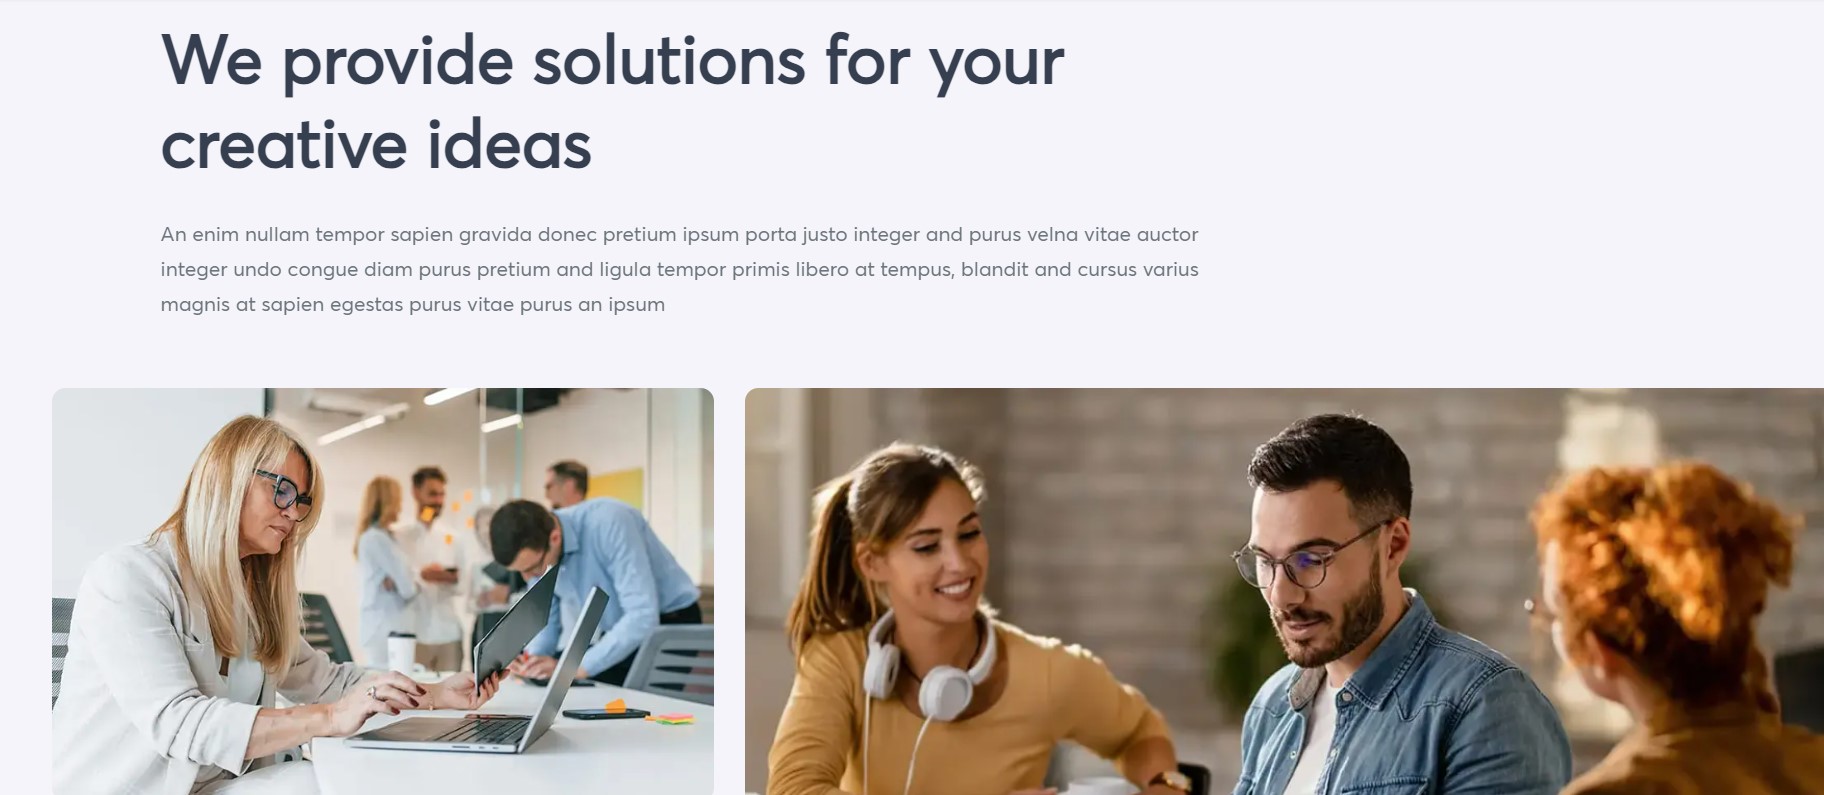 We provide solutions for your
creative ideas
An enim nullam tempor sapien gravida donec pretium ipsum porta justo integer and purus velna vitae auctor
integer undo congue diam purus pretium and ligula tempor primis libero at tempus, blandit and cursus varius
magnis at sapien egestas purus vitae purus an ipsum